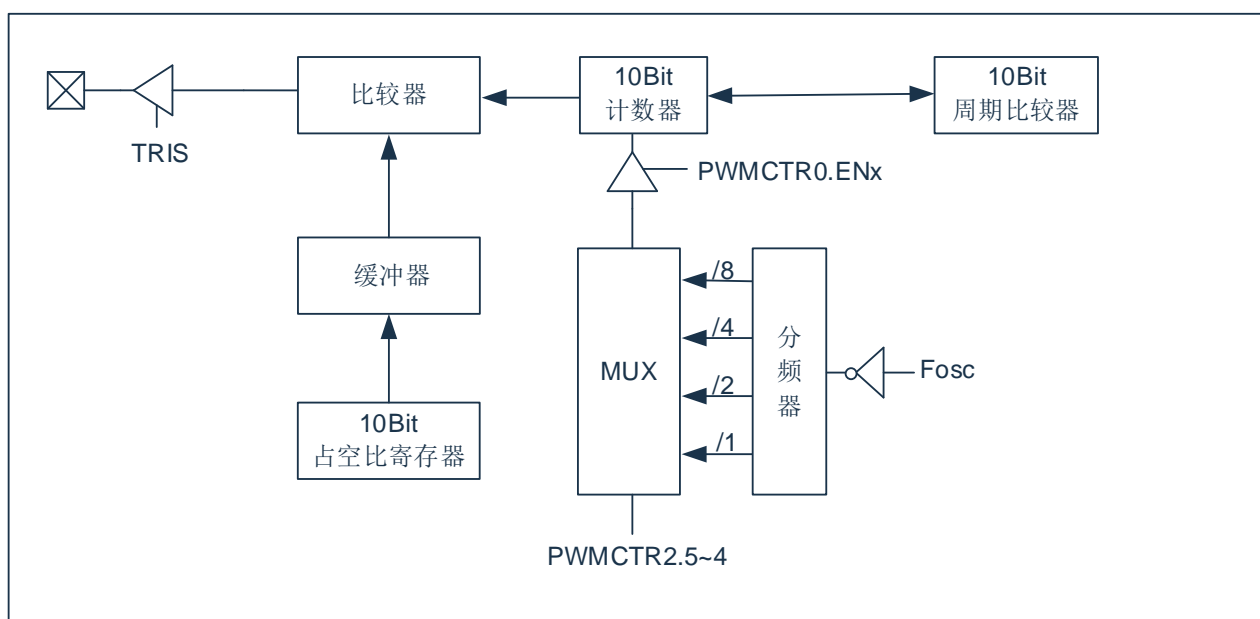 比较器
10Bit
计数器
10Bit
周期比较器
TRIS
PWMCTR0.ENx
缓冲器
/8
/4
/2
/1
MUX
分
频
器
Fosc
10Bit
占空比寄存器
PWMCTR2.5~4